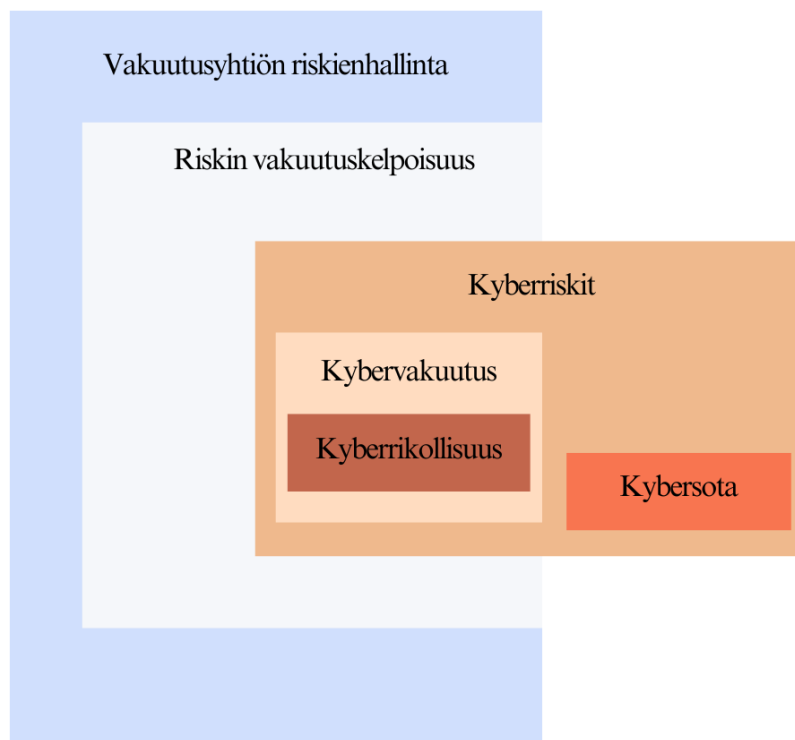 Vakuutusyhtiön riskienhallinta
Riskin vakuutuskelpoisuus
Kyberriskit
Kybervakuutus
Kyberrikollisuus
Kybersota